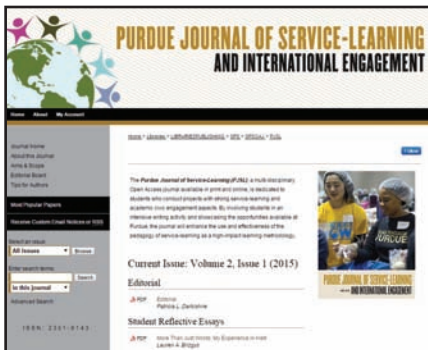 PURDUE JOURNAL OF SERVICE-LEARNING
AND INTERNATIONAL ENGAGEMENT
Home About My Account
Home > Libraries > LIBRARIESPUBLISHING > > > PJSL
Follow
Journal Home
About this Journal
Aims & Scope
Editorial Board
Tips for Authors
Most Popular Papers
Receive Custom Email Notices or RSS
Select an issue:
All Issues Browse
Enter search terms:
Search
in this journal
Advanced Search
ISSN: 2331-9143
The Purdue Journal of Service-Learning (PJSL), a multi-disciplinary
Open Access journal available in print and online, is dedicated to
students who conduct projects with strong service-learning and
academic civic engagement aspects. By involving students in an
intensive writing activity and showcasing the opportunities available at
Purdue, the journal will enhance the use and effectiveness of the
pedagogy of service-learning as a high-impact learning methodology.
PURDUE
PURDUE JOURNAL OF SERVICE-LEARNING
AND INTERNATIONAL ENGAGEMENT
Current Issue: Volume 2, Issue 1 (2015)
Editorial
PDF Editorial
Patricia L. Darbishire
Student Reflective Essays
PDF More Than Just Words: My Experience in Haiti
Lauren A.